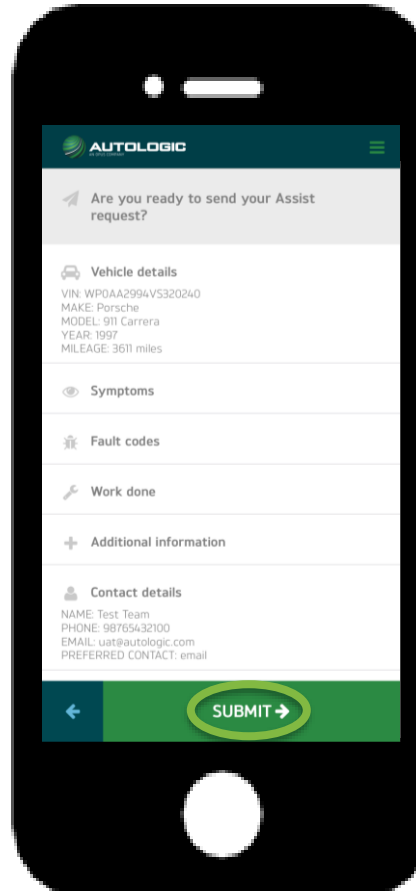 AUTOLOGIC
Are you ready to send your Assist
request?
Vehicle details
VIN: WP0AA2994VS320240
MAKE: Porsche
MODEL: 911 Carrera
YEAR: 1997
MILEAGE: 3611 miles
Symptoms
Fault codes
Work done
Additional information
Contact details
NAME: Test Team
PHONE: 98765432100
EMAIL: uat@autologic.com
PREFERRED CONTACT: email
SUBMIT